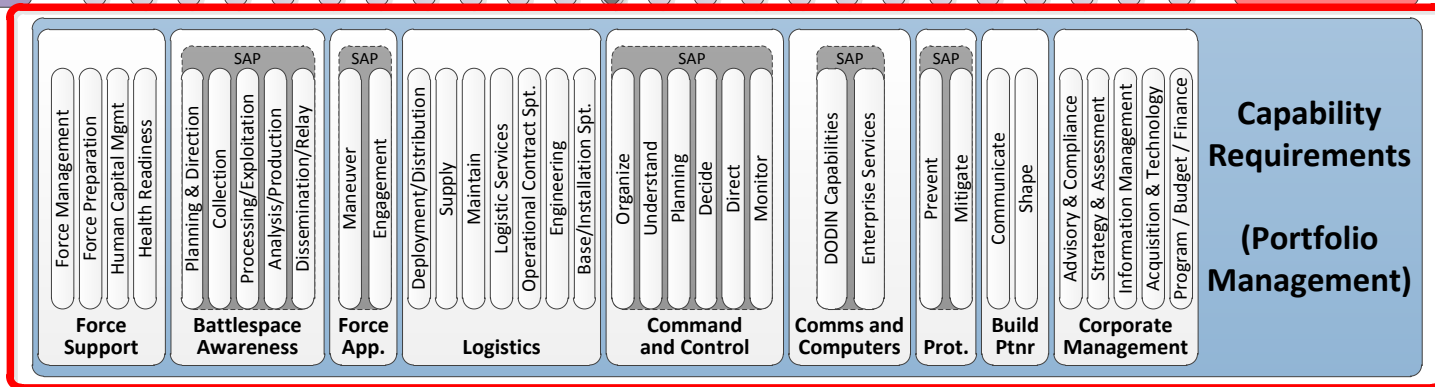 Force Management
Force Preparation
Human Capital Mgmt
Health Readiness
Force
Support
SAP
Planning & Direction
Collection
Processing/Exploitation
Analysis/Production
Dissemination/Relay
Battlespace
Awareness
SAP
Maneuver
Engagement
Force
App.
Deployment/Distribution
Supply
Maintain
Logistic Services
Operational Contract Spt.
Engineering
Base/Installation Spt.
Logistics
SAP
Organize
Understand
Planning
Decide
Direct
Monitor
Command
and Control
SAP
DODIN Capabilities
Enterprise Services
Comms and
Computers
SAP
Prevent
Mitigate
Prot.
Communicate
Shape
Build
Ptnr
Advisory & Compliance
Strategy & Assessment
Information Management
Acquisition & Technology
Program / Budget / Finance
Corporate
Management
Capability
Requirements
(Portfolio
Management)